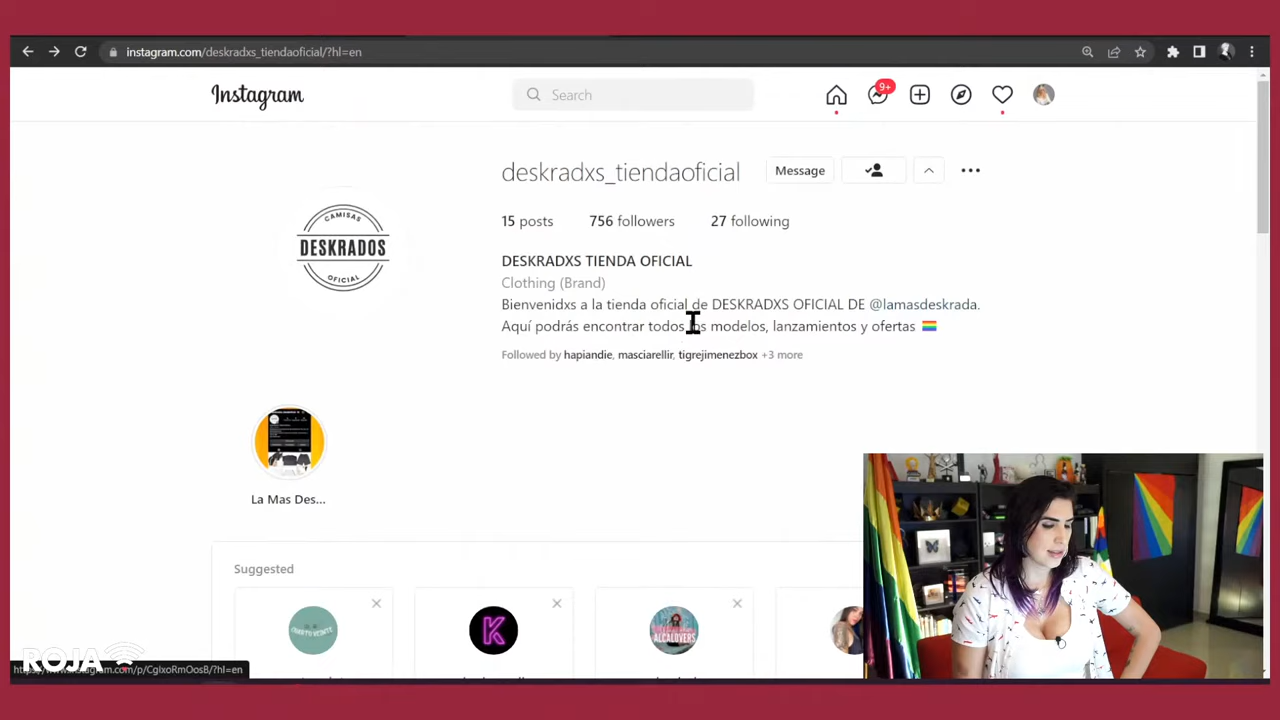 instagram.com/deskradxs_tiendaoficial/?hl=en
Instagram
Search
9+
deskradxs_tiendaoficial
Message
15 posts 756 followers 27 following
CAMISAS
DESKRADOS
OFICIAL
DESKRADXS TIENDA OFICIAL
Clothing (Brand)
Bienvenidxs a la tienda oficial de DESKRADXS OFICIAL DE @lamasdeskrada.
Aquí podrás encontrar todos los modelos, lanzamientos y ofertas
Followed by hapiandie, masciarellir, tigrejimenezbox +3 more
La Mas Des...
Suggested
K
ALCALOVERS
ROJA